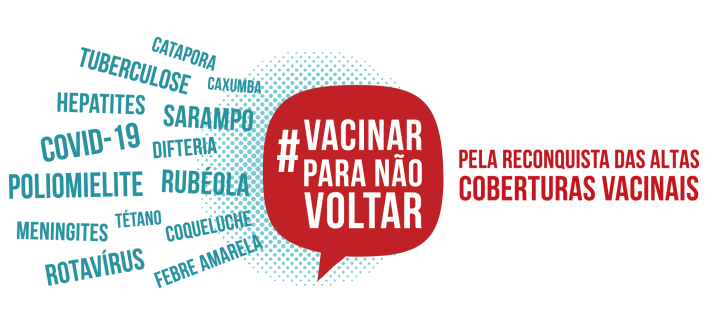 CATAPORA
TUBERCULOSE
CAXUMBA
HEPATITES
SARAMPO
COVID-19
DIFTERIA
POLIOMIELITE
RUBÉOLA
TÉTANO
MENINGITES
COQUELUCHE
ROTAVÍRUS
FEBRE AMARELA
#VACINAR
PARA NÃO
VOLTAR
PELA RECONQUISTA DAS ALTAS
COBERTURAS VACINAIS